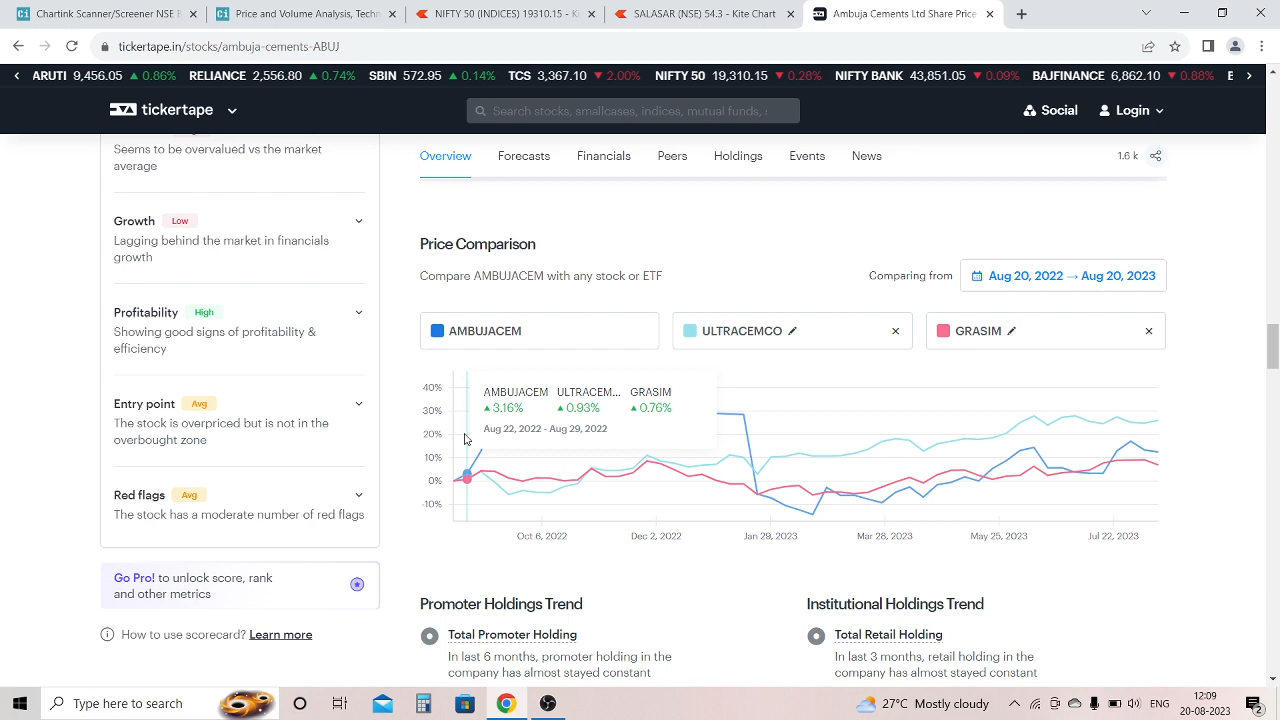 Chartink Scanner/Screener NSE E
Price and Volume Analysis, Techn
NIFTY 50 (INDICES) 19310.15 - Ki
SALASAR (NSE) 54.1 - Kite Chart
Ambuja Cements Ltd Share Price
tickertape.in/stocks/ambuja-cements-ABUJ
ARUTI 9,456.05 ▲ 0.86% RELIANCE 2,556.80 ▲ 0.74% SBIN 572.95 ▲ 0.14% TCS 3,367.10 ▼ 2.00% NIFTY 50 19,310.15 ▼ 0.28% NIFTY BANK 43,851.05 ▼ 0.09% BAJFINANCE 6,862.10 ▼ 0.88% E
tickertape
Search stocks, smallcases, indices, mutual funds,
Social
Login
Seems to be overvalued vs the market
average
Growth Low
Lagging behind the market in financials
growth
Profitability High
Showing good signs of profitability &
efficiency
Entry point Avg
The stock is overpriced but is not in the
overbought zone
Red flags Avg
The stock has a moderate number of red flags
Go Pro! to unlock score, rank
and other metrics
How to use scorecard? Learn more
Overview Forecasts Financials Peers Holdings Events News
1.6 k
Price Comparison
Compare AMBUJACEM with any stock or ETF
Comparing from
Aug 20, 2022 → Aug 20, 2023
AMBUJACEM
ULTRACEMCO
GRASIM
40%
30%
20%
10%
0%
-10%
AMBUJACEM ULTRACEM... GRASIM
▲3.16% ▲0.93% ▲0.76%
Aug 22, 2022 - Aug 29, 2022
Oct 6, 2022 Dec 2, 2022 Jan 29, 2023 Mar 28, 2023 May 25, 2023 Jul 22, 2023
Promoter Holdings Trend
Total Promoter Holding
In last 6 months, promoter holding in the
company has almost stayed constant
Institutional Holdings Trend
Total Retail Holding
In last 3 months, retail holding in the
company has almost stayed constant
Type here to search
27°C Mostly cloudy
ENG
12:09
20-08-2023
2